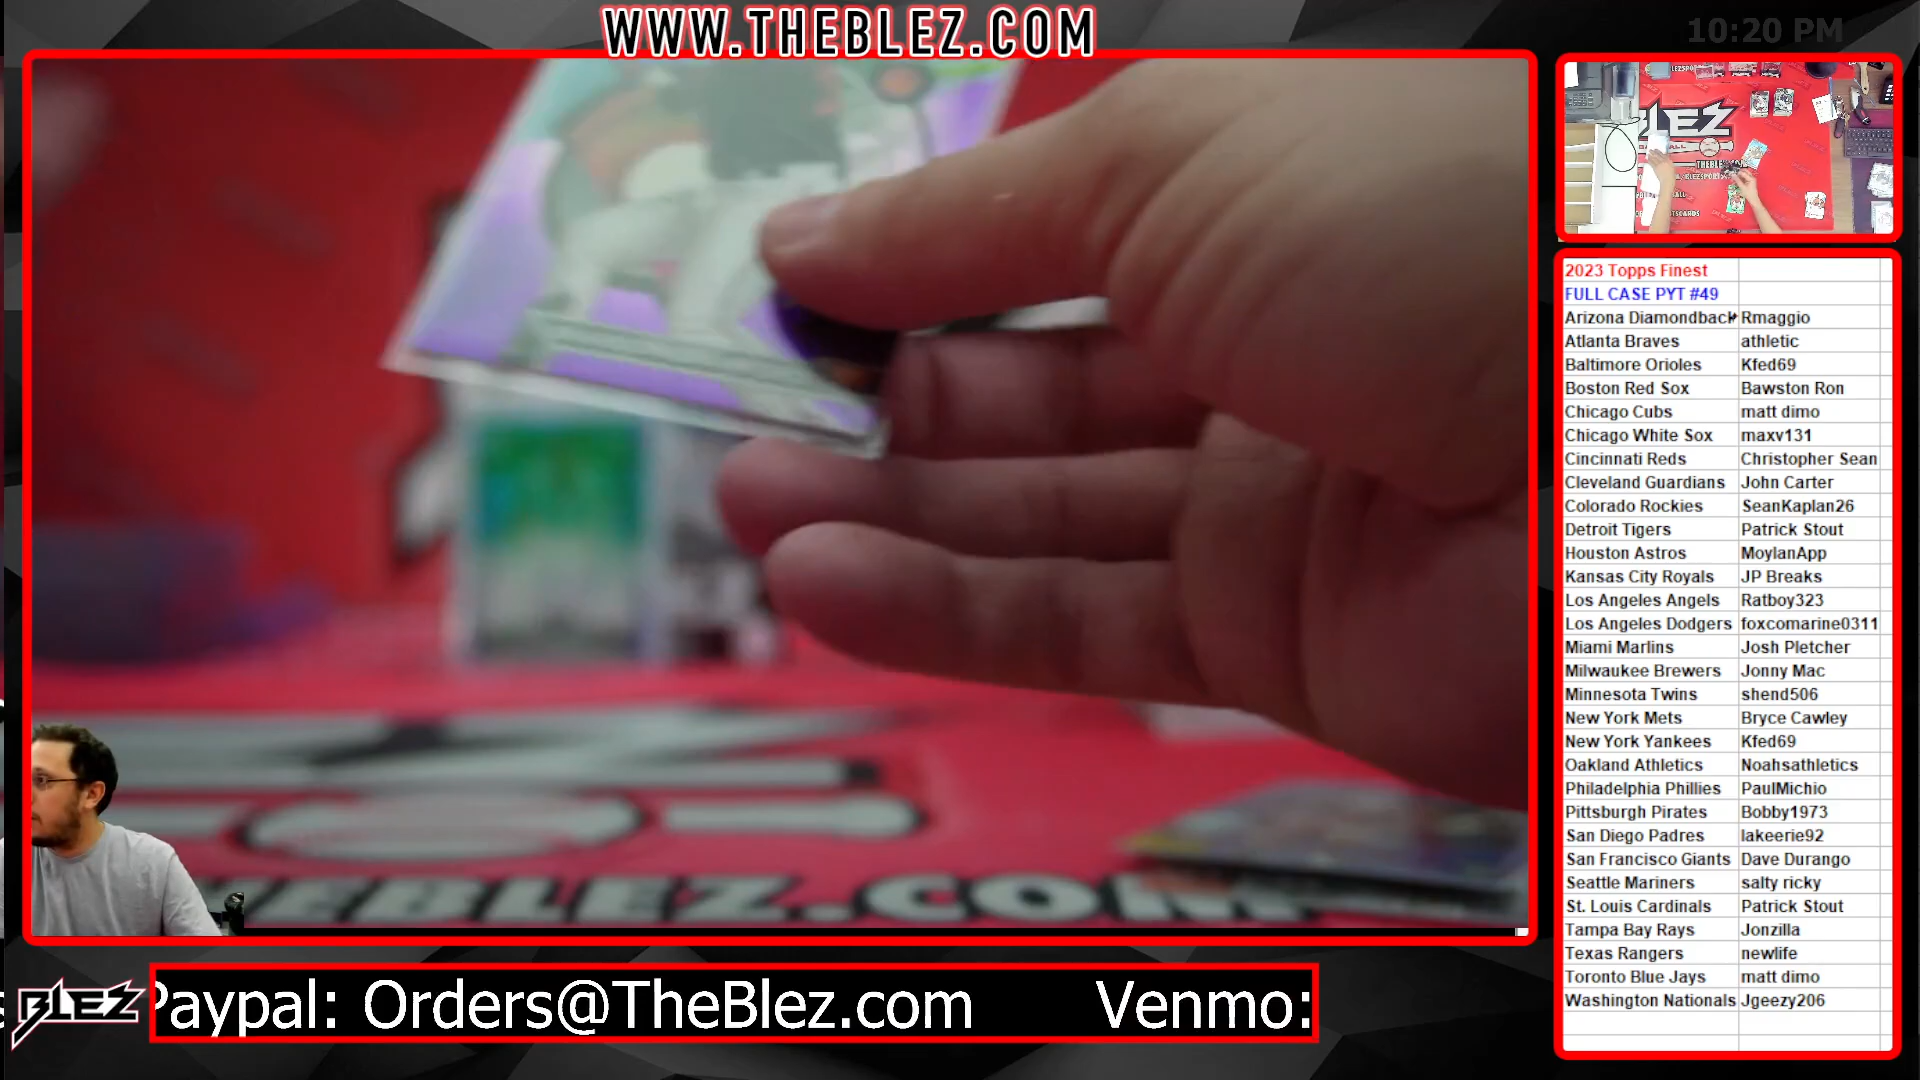 WWW.THEBLEZ.COM
10:20 PM
BLEZ
2023 Topps Finest
FULL CASE PYT #49
Arizona Diamondback Rmaggio
Atlanta Braves athletic
Baltimore Orioles Kfed69
Boston Red Sox Bawston Ron
Chicago Cubs matt dimo
Chicago White Sox maxv131
Cincinnati Reds Christopher Sean
Cleveland Guardians John Carter
Colorado Rockies SeanKaplan26
Detroit Tigers Patrick Stout
Houston Astros MoylanApp
Kansas City Royals JP Breaks
Los Angeles Angels Ratboy323
Los Angeles Dodgers foxcomarine0311
Miami Marlins Josh Pletcher
Milwaukee Brewers Jonny Mac
Minnesota Twins shend506
New York Mets Bryce Cawley
New York Yankees Kfed69
Oakland Athletics Noahsathletics
Philadelphia Phillies PaulMichio
Pittsburgh Pirates Bobby1973
San Diego Padres lakeerie92
San Francisco Giants Dave Durango
Seattle Mariners salty ricky
St. Louis Cardinals Patrick Stout
Tampa Bay Rays Jonzilla
Texas Rangers newlife
Toronto Blue Jays matt dimo
Washington Nationals Jgeezy206
HEBLEZ.COM
BLEZ
Paypal: Orders@TheBlez.com Venmo: